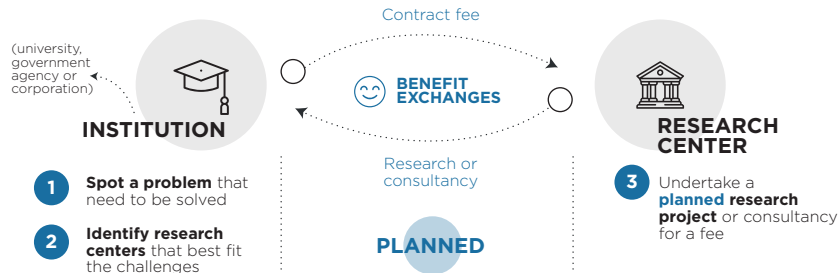 Contract fee
(university,
government
agency or
corporation)
BENEFIT
EXCHANGES
INSTITUTION
RESEARCH
CENTER
Research or
consultancy
1
Spot a problem that
need to be solved
2
Identify research
centers that best fit
the challenges
PLANNED
3
Undertake a
planned research
project or consultancy
for a fee